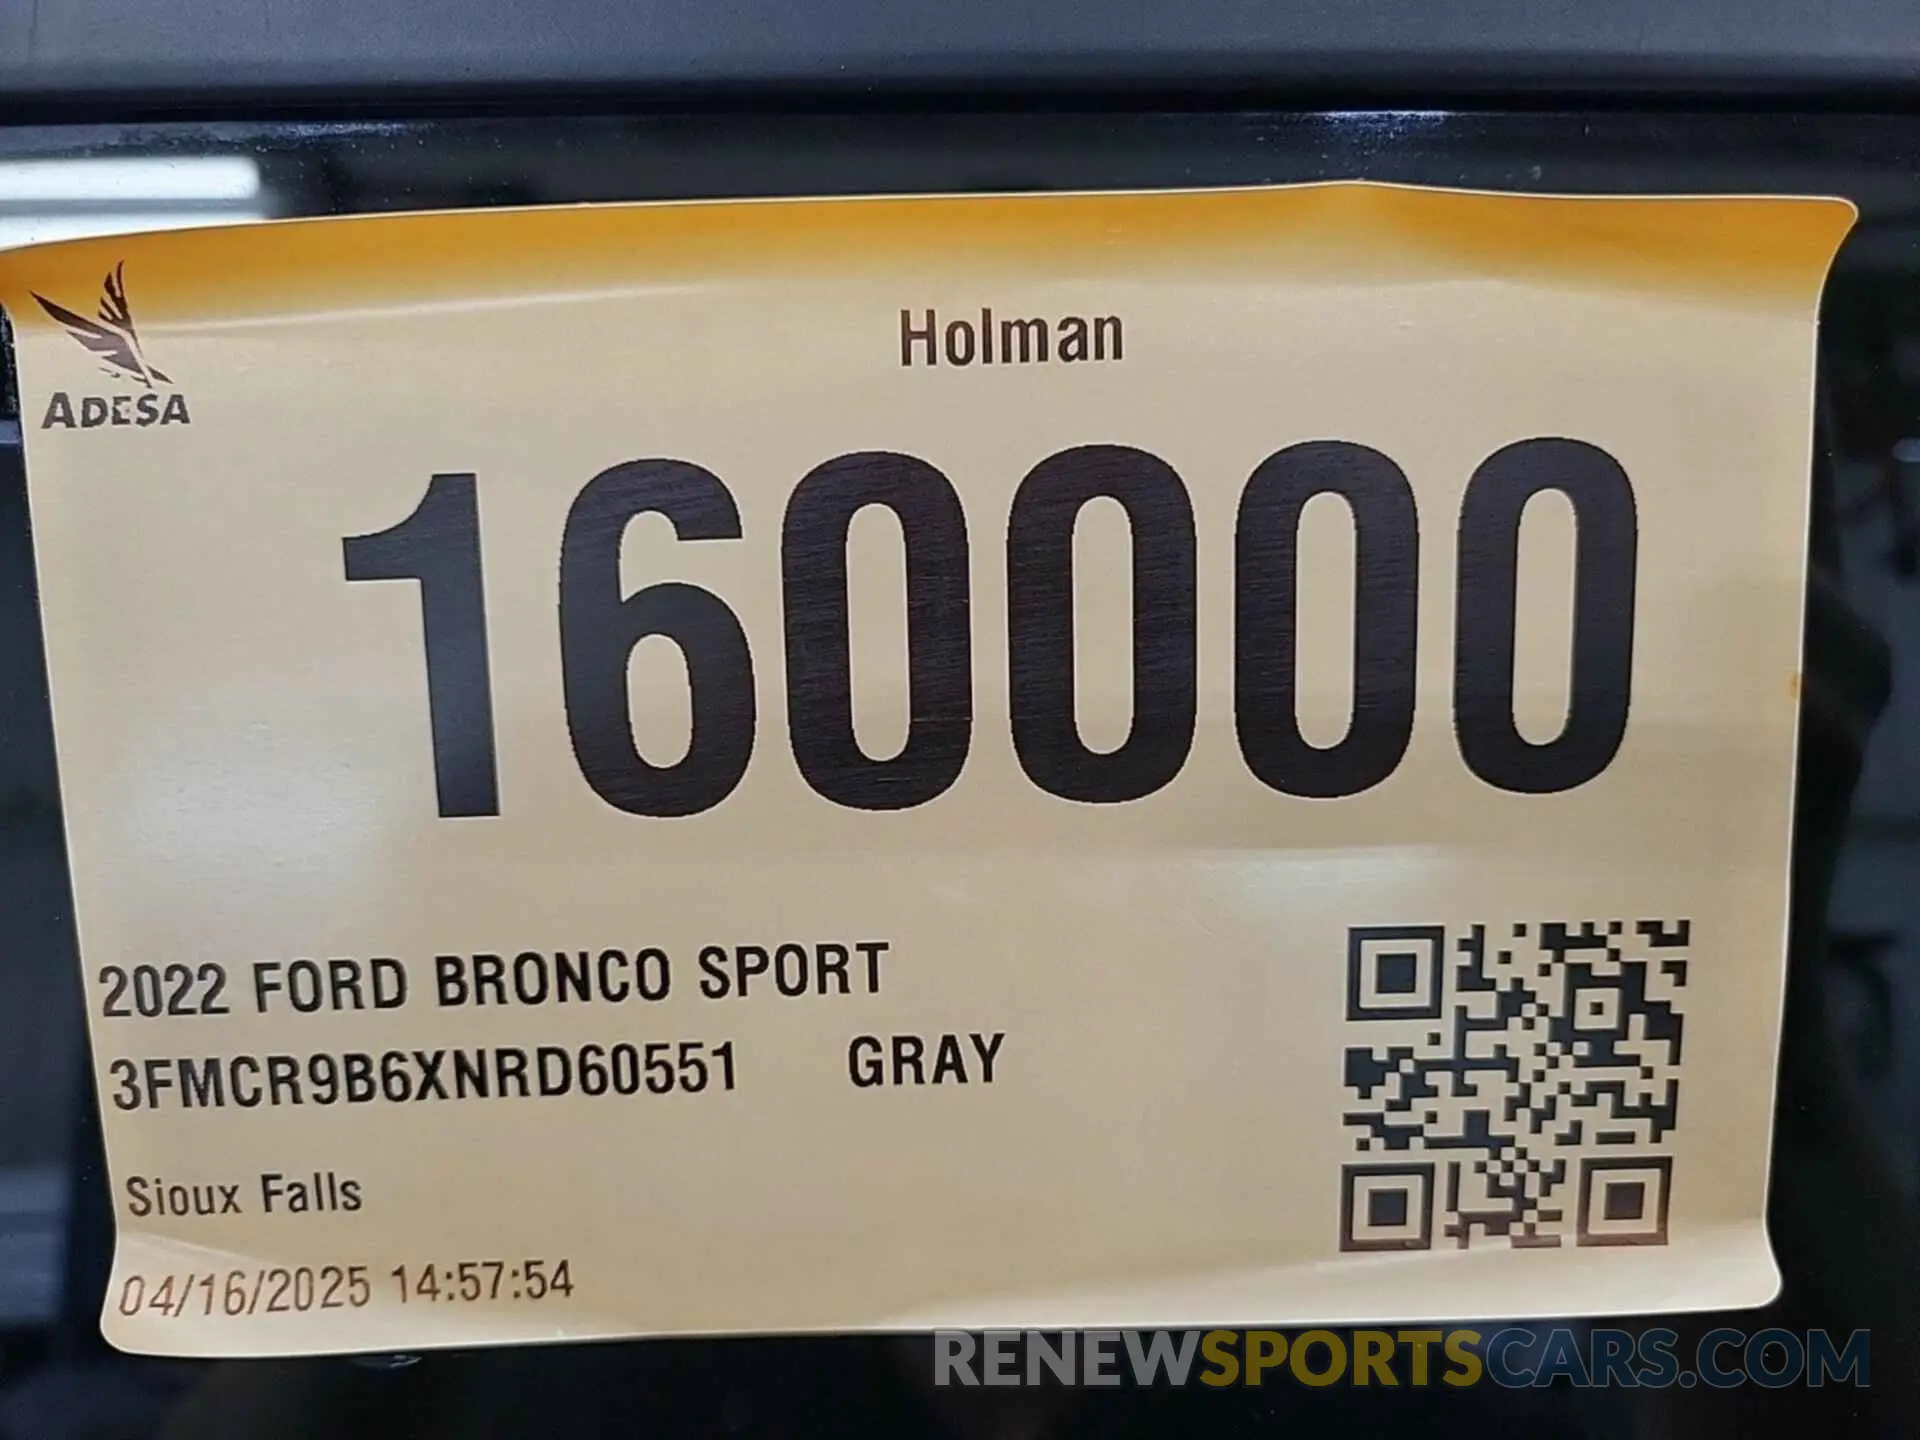 Holman
ADESA
160000
2022 FORD BRONCO SPORT
3FMCR9B6XNRD60551 GRAY
Sioux Falls
04/16/2025 14:57:54
RENEWSPORTSCARS.COM